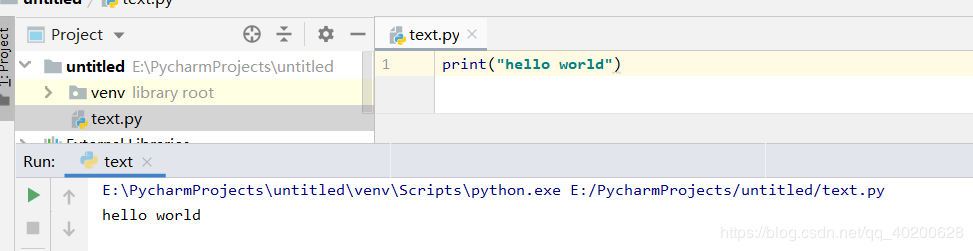 untitled / text.py
1: Project
Project
text.py
untitled E:\PycharmProjects\untitled
1 print("hello world")
venv library root
text.py
External Libraries
Run: text
E:\PycharmProjects\untitled\venv\Scripts\python.exe E:/PycharmProjects/untitled/text.py
hello world
https://blog.csdn.net/qq_40200628